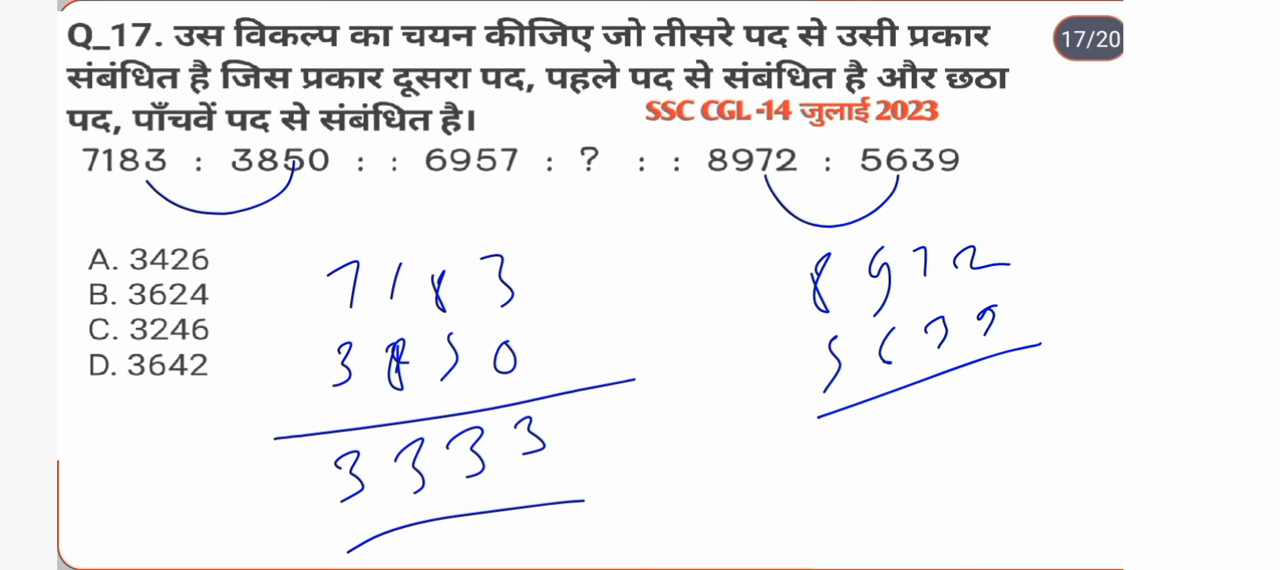 Q_17. उस विकल्प का चयन कीजिए जो तीसरे पद से उसी प्रकार
17/20
संबंधित है जिस प्रकार दूसरा पद, पहले पद से संबंधित है और छठा
पद, पाँचवें पद से संबंधित है।
SSC CGL -14 जुलाई 2023
7183 : 3850 : : 6957 : ? : : 8972 : 5639
A. 3426
B. 3624
C. 3246
D. 3642
7183
3850
3333
8972
5639